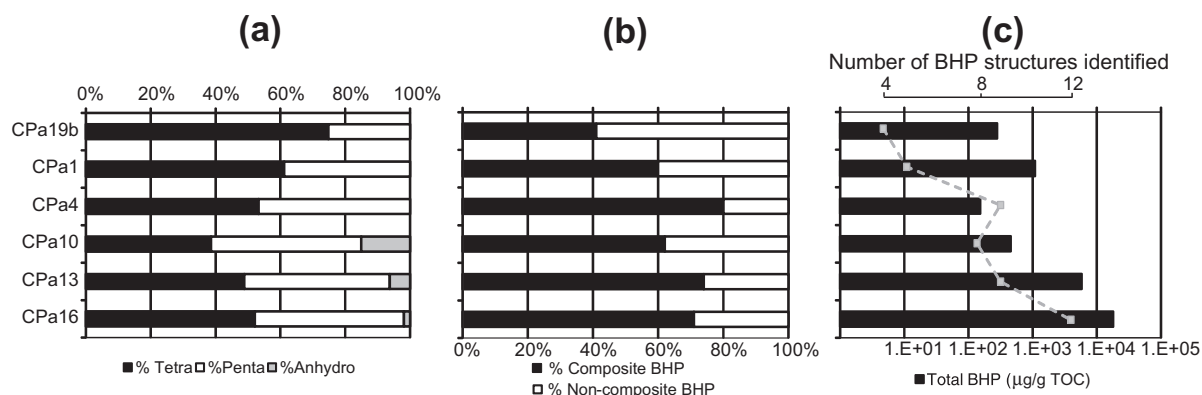 (a) (b) (c)
Number of BHP structures identified
0% 20% 40% 60% 80% 100% 4 8 12
CPa19b
CPa1
CPa4
CPa10
CPa13
CPa16
0% 20% 40% 60% 80% 100% 1.E+01 1.E+02 1.E+03 1.E+04 1.E+05
% Tetra %Penta %Anhydro % Composite BHP Total BHP (µg/g TOC)
% Non-composite BHP